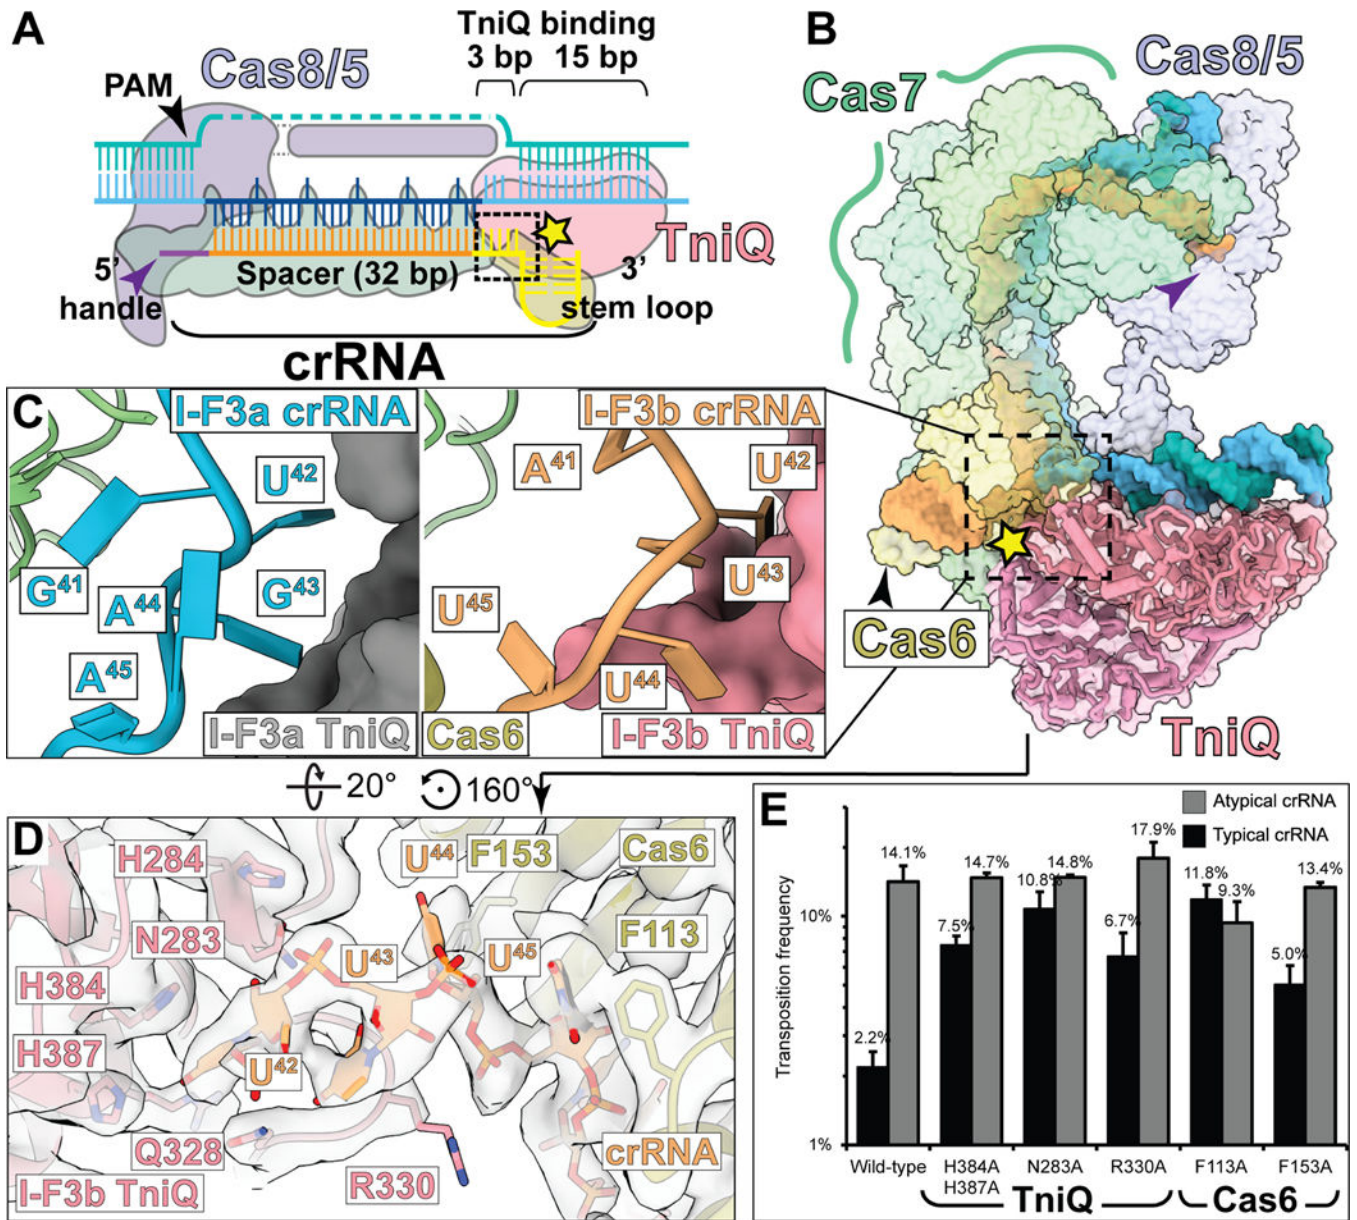 A
TniQ binding
3 bp 15 bp
Cas8/5
PAM
TniQ
5’
3’
Spacer (32 bp)
handle
stem loop
crRNA
B
Cas8/5
Cas7
Cas6
TniQ
C
I-F3a crRNA
U42
G41
A44
G43
A45
I-F3a TniQ
I-F3b crRNA
A41
U42
U43
U45
U44
Cas6
I-F3b TniQ
20°
160°
D
H284
U44
F153
Cas6
N283
U43
U45
F113
H384
H387
U42
Q328
R330
crRNA
I-F3b TniQ
E
Atypical crRNA
Typical crRNA
Transposition frequency
10%
1%
2.2%
14.1%
7.5%
14.7%
10.8%
14.8%
6.7%
17.9%
11.8%
9.3%
5.0%
13.4%
Wild-type
H384A
H387A
N283A
R330A
F113A
F153A
TniQ
Cas6